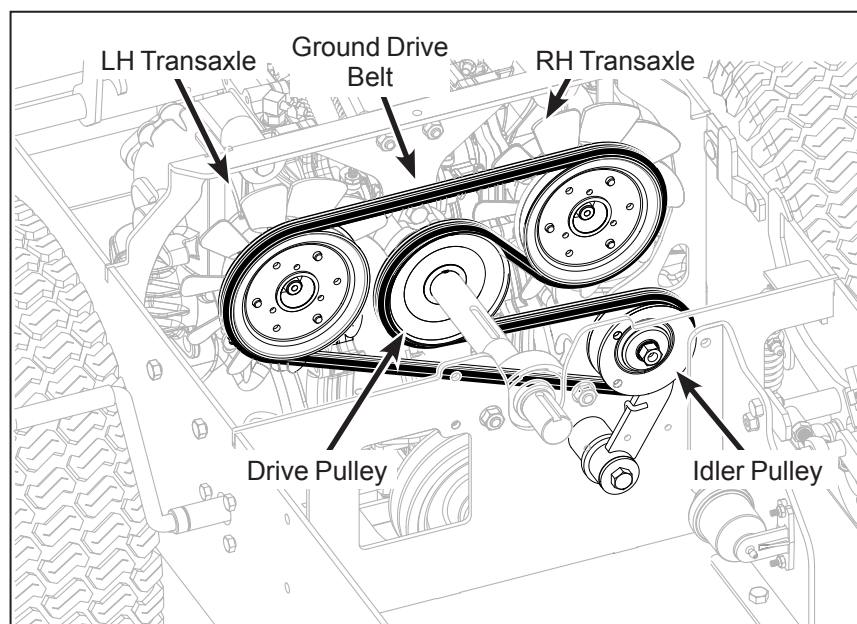 LH Transaxle
Ground Drive
Belt
RH Transaxle
Drive Pulley
Idler Pulley